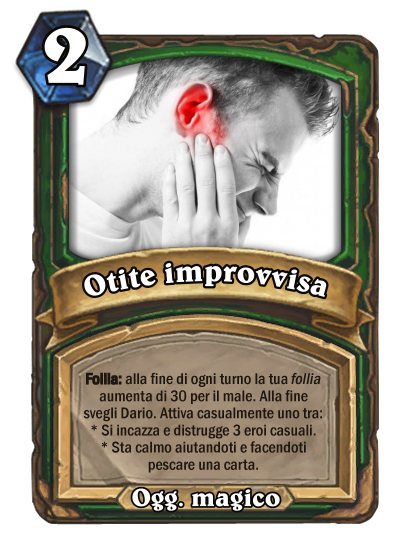 2
Otite improvvisa
Follia: alla fine di ogni turno la tua follia
aumenta di 30 per il male. Alla fine
svegli Dario. Attiva casualmente uno tra:
* Si incazza e distrugge 3 eroi casuali.
* Sta calmo aiutandoti e facendoti
pescare una carta.
Ogg. magico